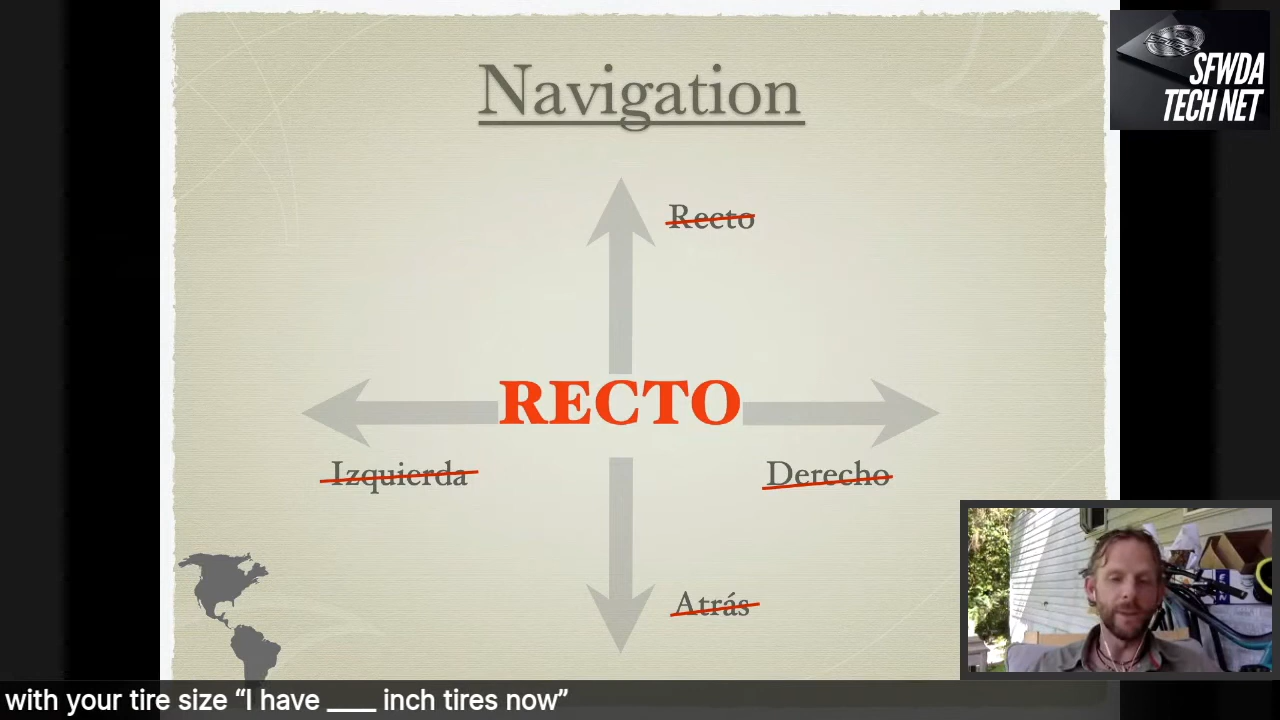 Navigation
SFWDA
TECH NET
Recto
RECTO
Izquierda
Derecho
Atrás
with your tire size “I have ____ inch tires now”